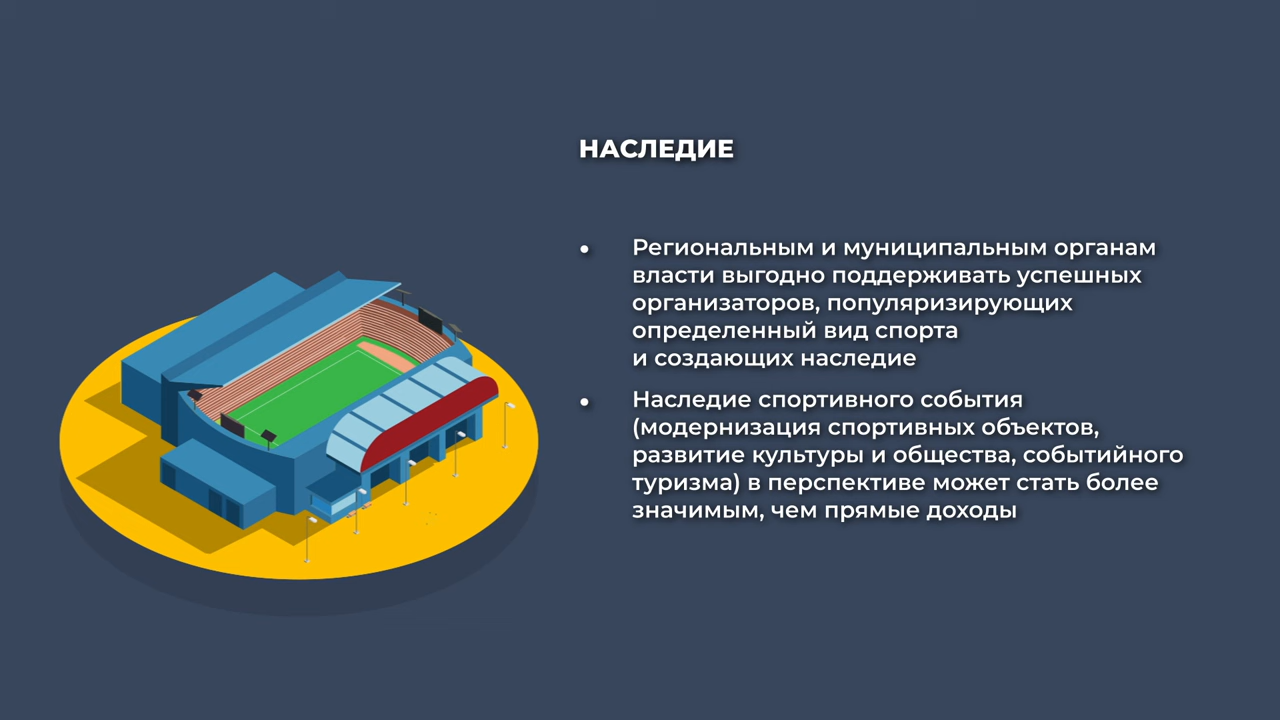 НАСЛЕДИЕ
• Региональным и муниципальным органам
власти выгодно поддерживать успешных
организаторов, популяризирующих
определенный вид спорта
и создающих наследие
• Наследие спортивного события
(модернизация спортивных объектов,
развитие культуры и общества, событийного
туризма) в перспективе может стать более
значимым, чем прямые доходы